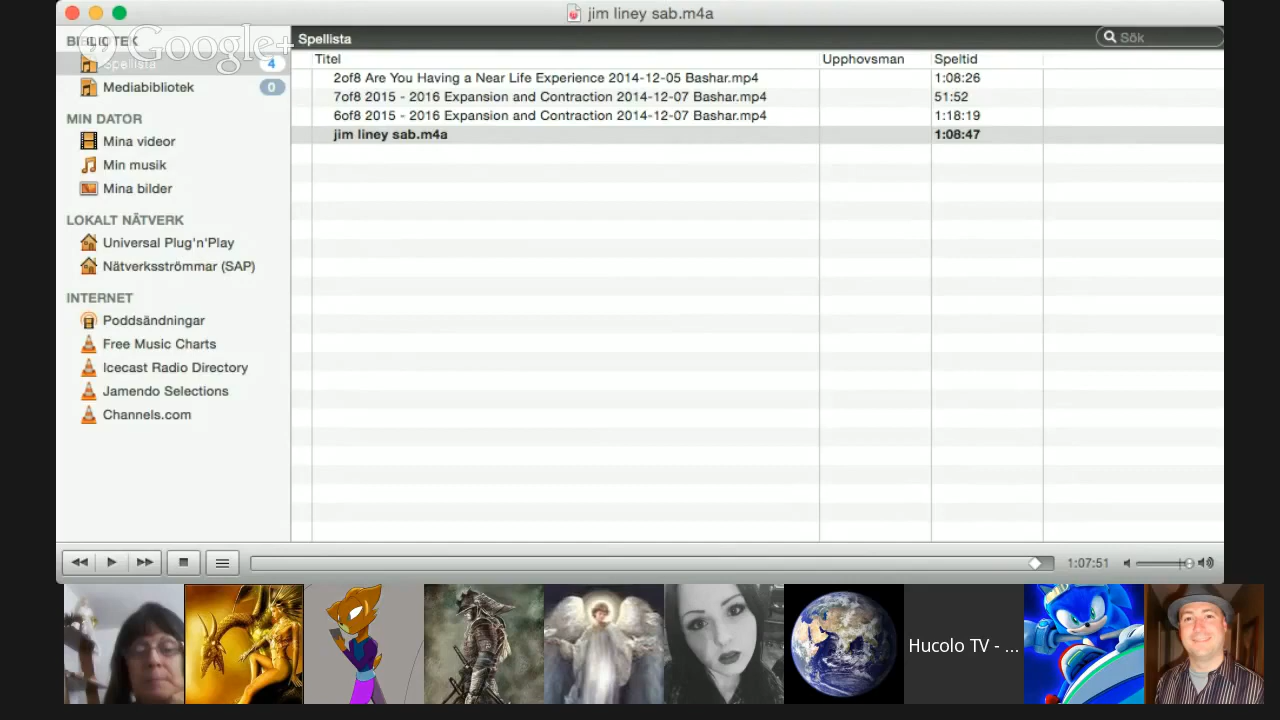 jim liney sab.m4a
BIBLIOTEK
Google+
Spellista
4
Mediabibliotek
0
MIN DATOR
Mina videor
Min musik
Mina bilder
LOKALT NÄTVERK
Universal Plug'n'Play
Nätverksströmmar (SAP)
INTERNET
Poddsändningar
Free Music Charts
Icecast Radio Directory
Jamendo Selections
Channels.com
Spellista
Sök
Titel Upphovsman Speltid
2of8 Are You Having a Near Life Experience 2014-12-05 Bashar.mp4 1:08:26
7of8 2015 - 2016 Expansion and Contraction 2014-12-07 Bashar.mp4 51:52
6of8 2015 - 2016 Expansion and Contraction 2014-12-07 Bashar.mp4 1:18:19
jim liney sab.m4a 1:08:47
1:07:51
Hucolo TV - ...